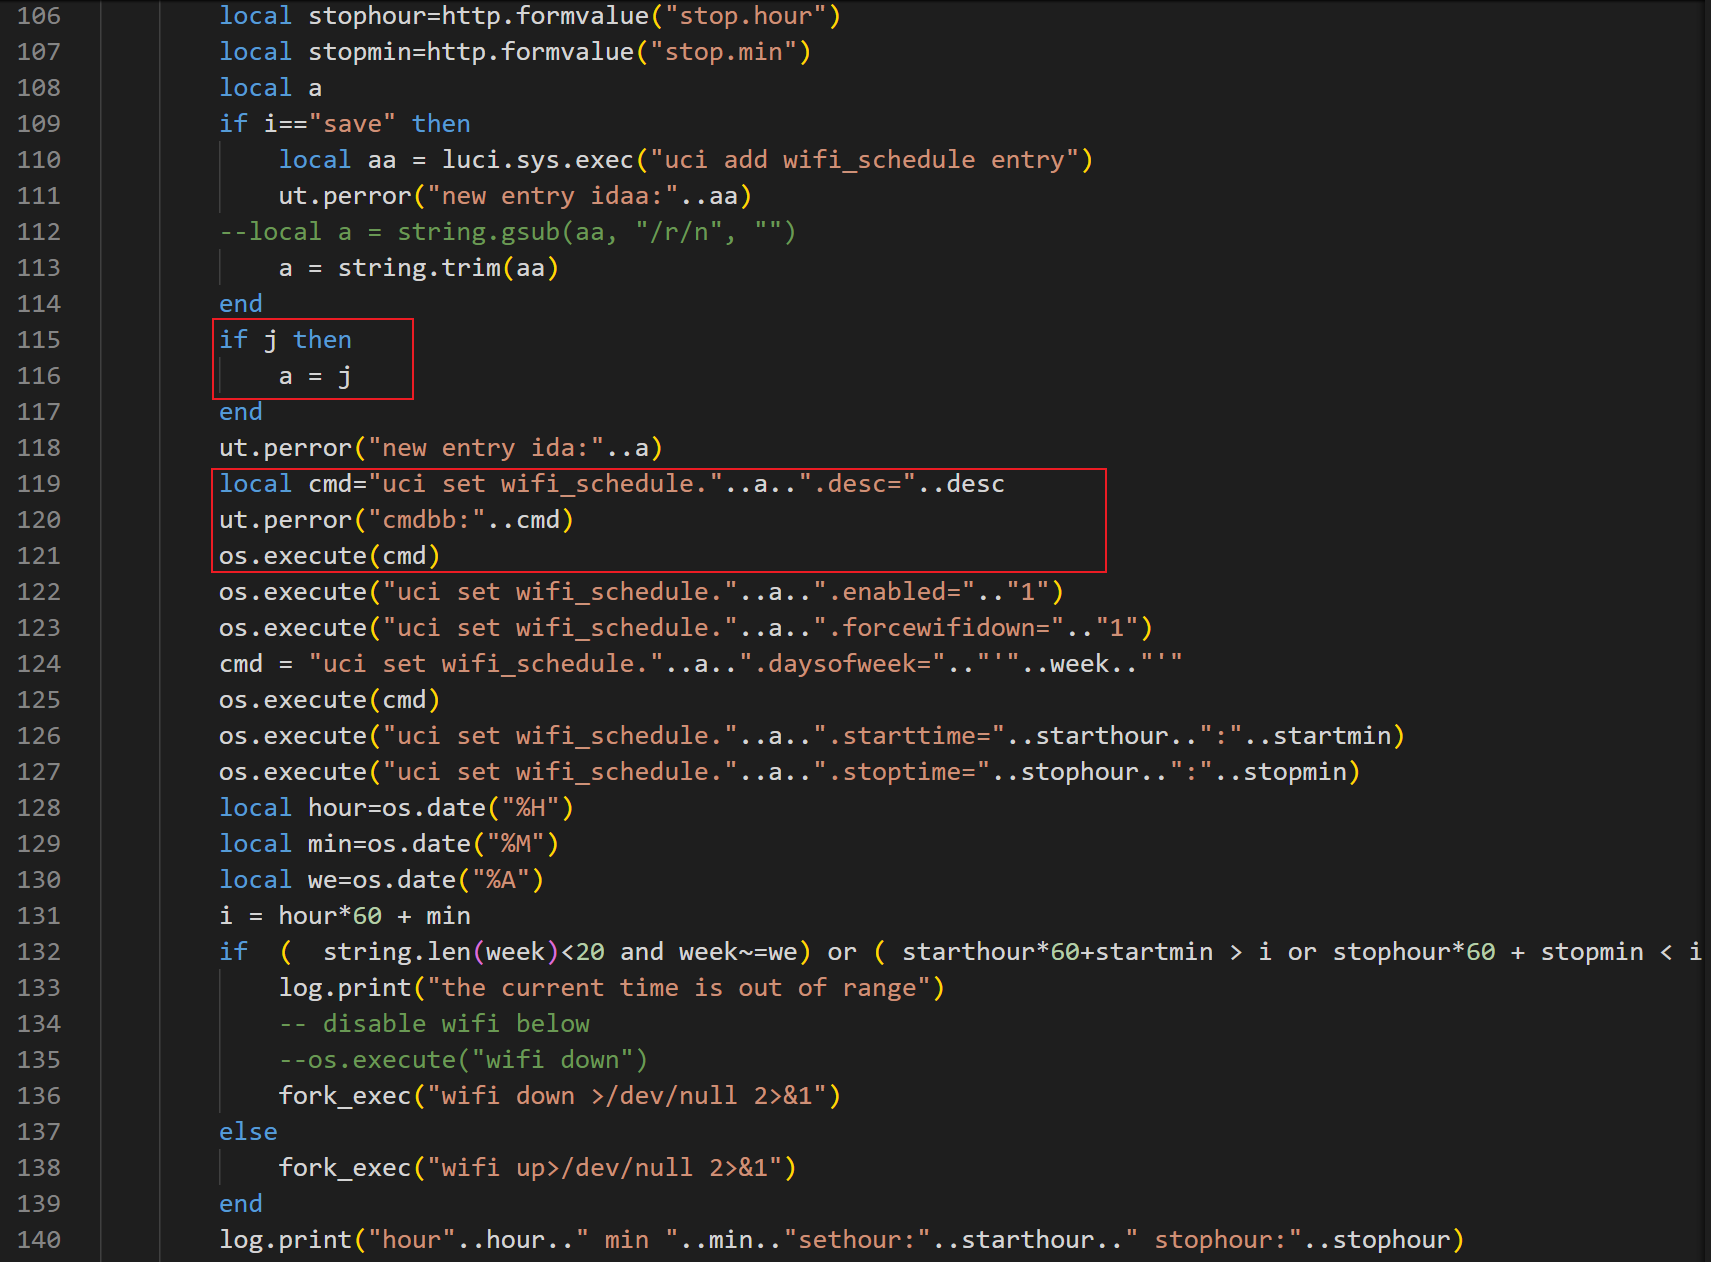 106 local stophour=http.formvalue("stop.hour")
107 local stopmin=http.formvalue("stop.min")
108 local a
109 if i=="save" then
110 local aa = luci.sys.exec("uci add wifi_schedule entry")
111 ut.perror("new entry idaa:"..aa)
112 --local a = string.gsub(aa, "/r/n", "")
113 a = string.trim(aa)
114 end
115 if j then
116 a = j
117 end
118 ut.perror("new entry ida:"..a)
119 local cmd="uci set wifi_schedule."..a..".desc="..desc
120 ut.perror("cmdbb:"..cmd)
121 os.execute(cmd)
122 os.execute("uci set wifi_schedule."..a..".enabled=".."1")
123 os.execute("uci set wifi_schedule."..a..".forcewifidown=".."1")
124 cmd = "uci set wifi_schedule."..a..".daysofweek=".."'"..week.."'"
125 os.execute(cmd)
126 os.execute("uci set wifi_schedule."..a..".starttime="..starthour..":"..startmin)
127 os.execute("uci set wifi_schedule."..a..".stoptime="..stophour..":"..stopmin)
128 local hour=os.date("%H")
129 local min=os.date("%M")
130 local we=os.date("%A")
131 i = hour*60 + min
132 if ( string.len(week)<20 and week~=we) or ( starthour*60+startmin > i or stophour*60 + stopmin < i
133 log.print("the current time is out of range")
134 -- disable wifi below
135 --os.execute("wifi down")
136 fork_exec("wifi down >/dev/null 2>&1")
137 else
138 fork_exec("wifi up>/dev/null 2>&1")
139 end
140 log.print("hour"..hour.." min "..min.."sethour:"..starthour.." stophour:"..stophour)